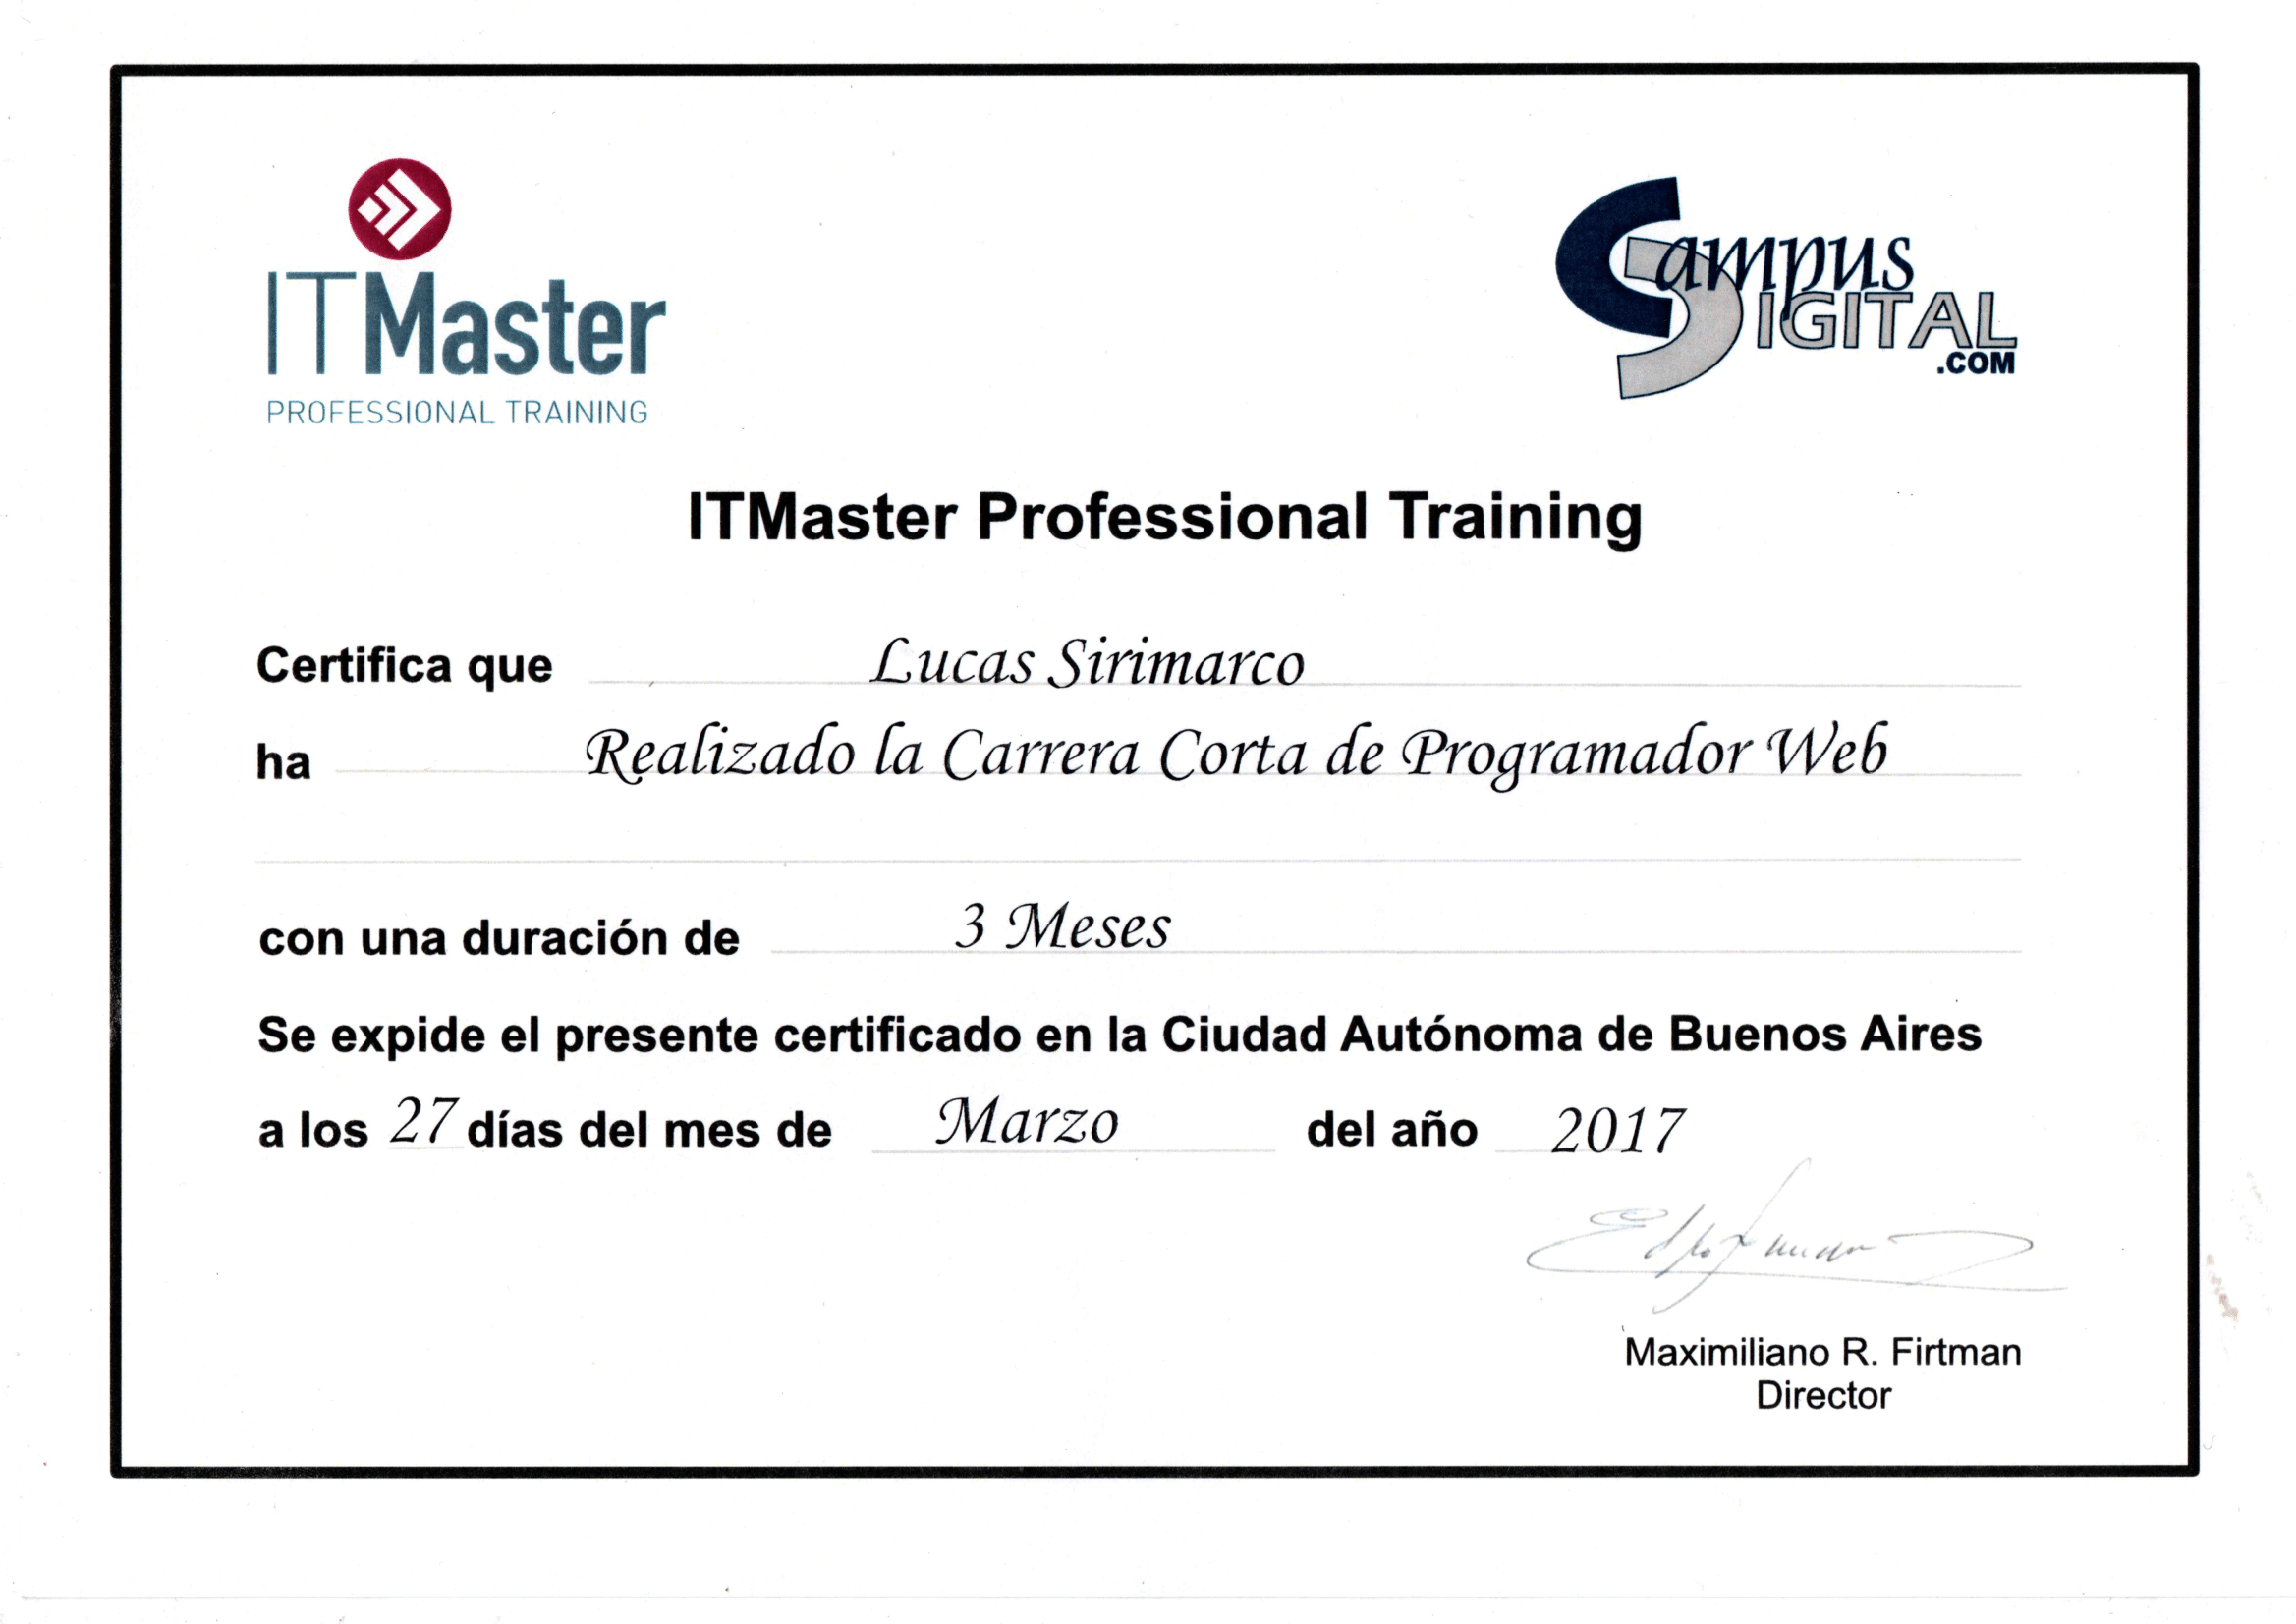 ITMaster
PROFESSIONAL TRAINING
Campus
DIGITAL
.COM
ITMaster Professional Training
Certifica que Lucas Sirimarco
ha Realizado la Carrera Corta de Programador Web
con una duración de 3 Meses
Se expide el presente certificado en la Ciudad Autónoma de Buenos Aires
a los 27 días del mes de Marzo del año 2017
Maximiliano R. Firtman
Director